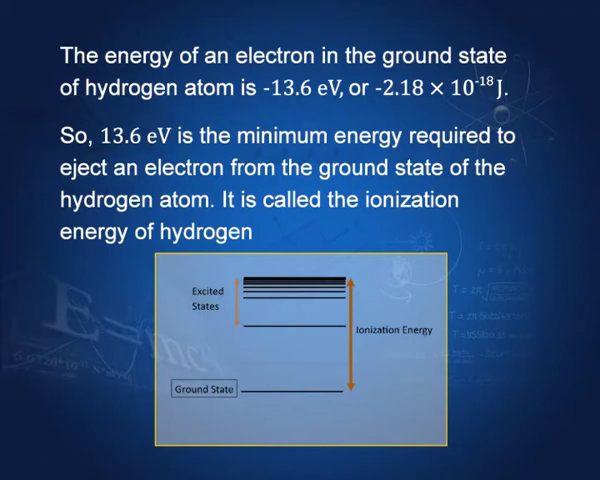 The energy of an electron in the ground state
of hydrogen atom is -13.6 eV, or -2.18 × 10⁻¹⁸ J.
So, 13.6 eV is the minimum energy required to
eject an electron from the ground state of the
hydrogen atom. It is called the ionization
energy of hydrogen
Excited
States
Ionization Energy
Ground State
E=mc